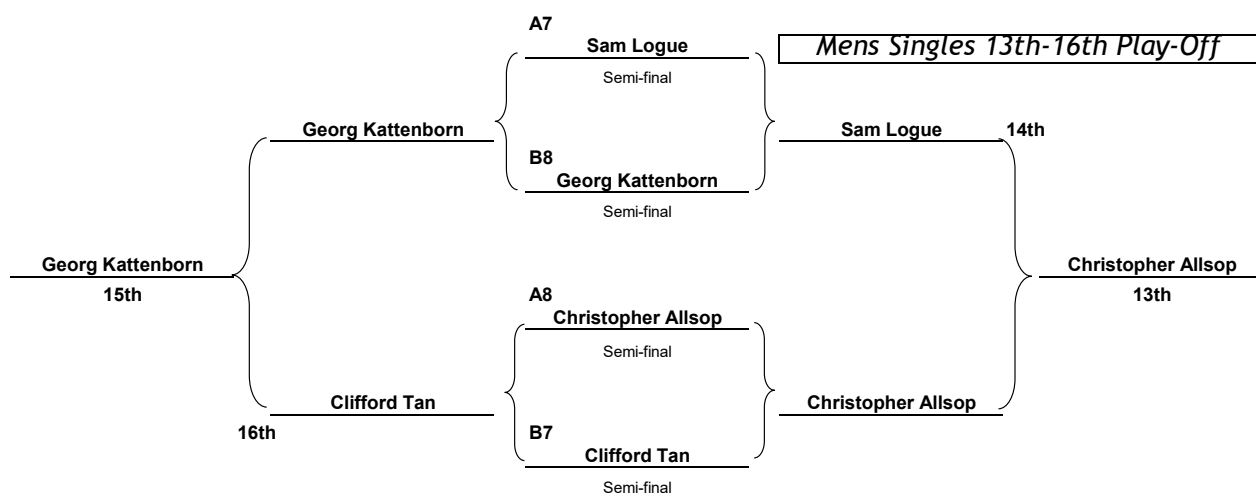 A7
Sam Logue
Mens Singles 13th-16th Play-Off
Semi-final
Georg Kattenborn
Sam Logue
14th
B8
Georg Kattenborn
Semi-final
Georg Kattenborn
Christopher Allsop
15th
13th
A8
Christopher Allsop
Semi-final
Clifford Tan
Christopher Allsop
16th
B7
Clifford Tan
Semi-final